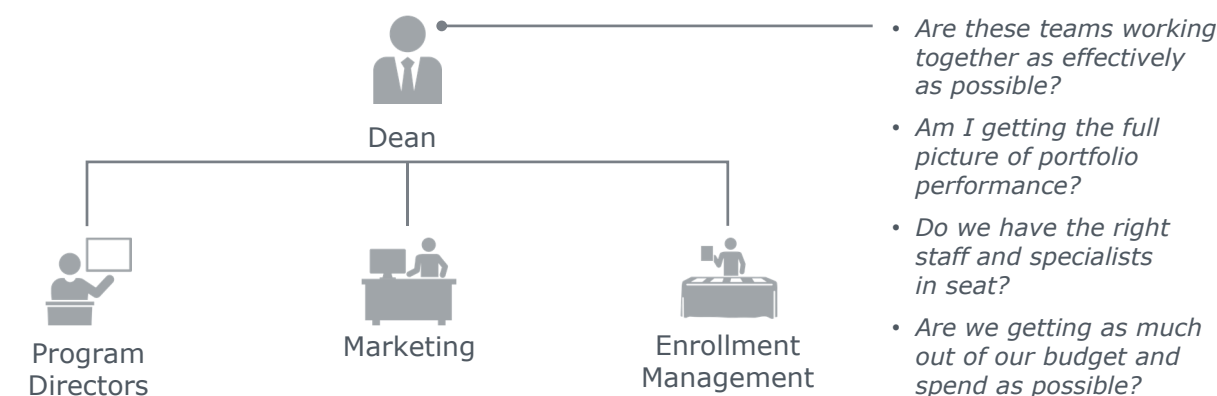 Dean
Program
Directors
Marketing
Enrollment
Management
• Are these teams working
together as effectively
as possible?
• Am I getting the full
picture of portfolio
performance?
• Do we have the right
staff and specialists
in seat?
• Are we getting as much
out of our budget and
spend as possible?